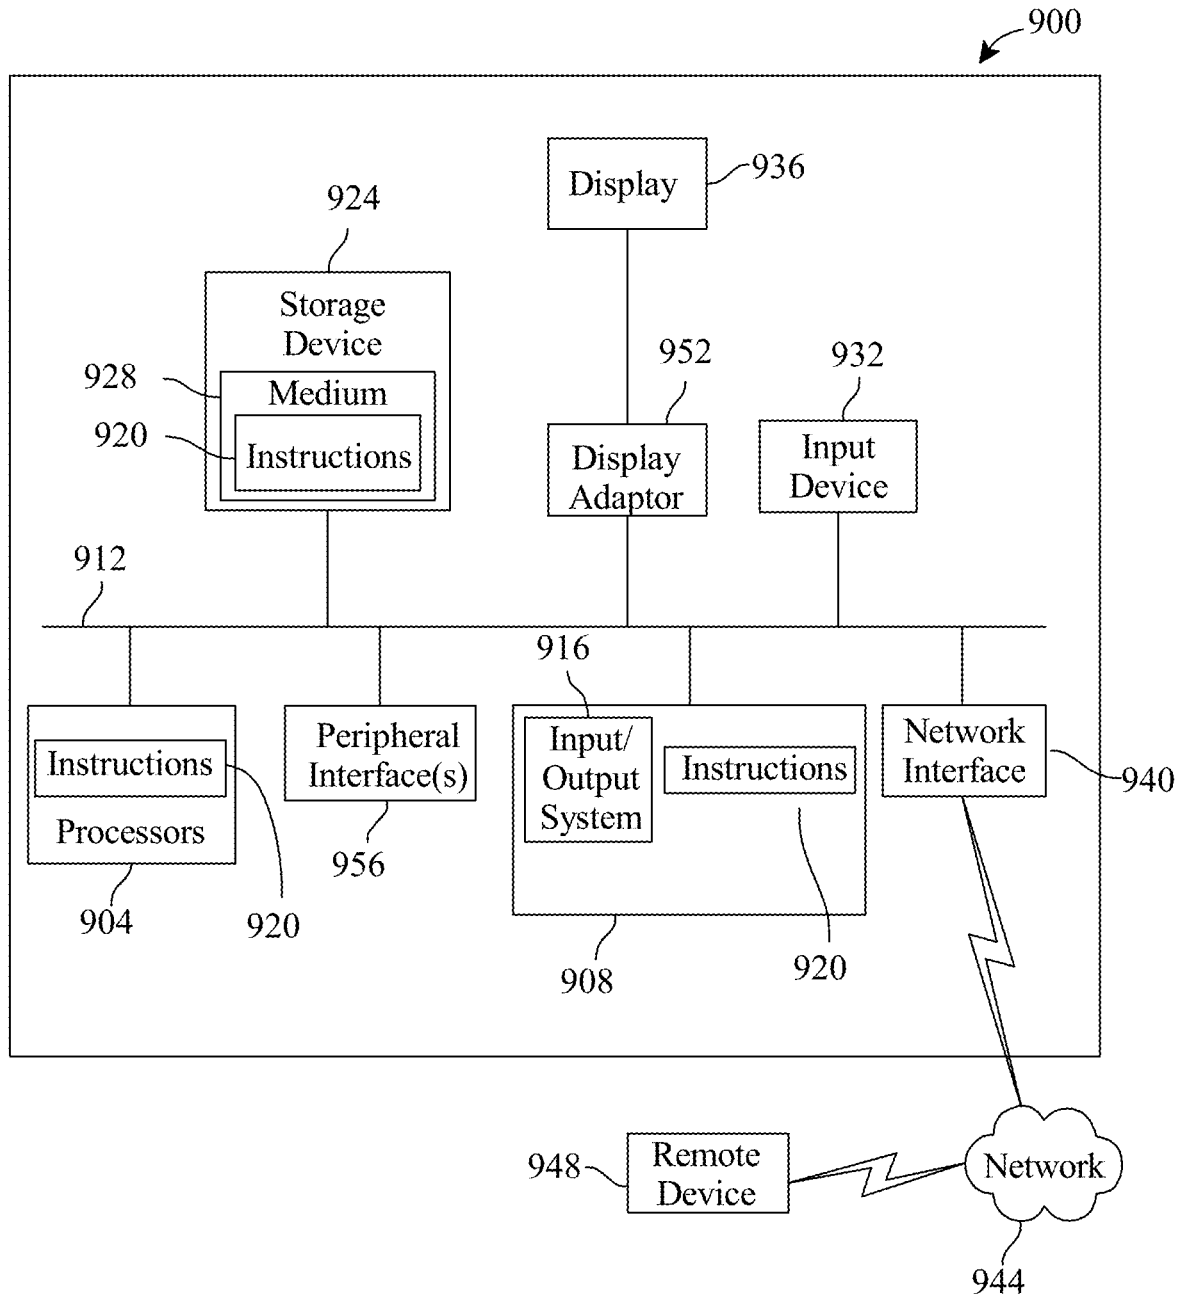 900
Display
936
924
Storage
Device
928
Medium
920
Instructions
952
Display
Adaptor
932
Input
Device
912
Instructions
Processors
904
920
Peripheral
Interface(s)
956
916
Input/
Output
System
Instructions
908
920
Network
Interface
940
948
Remote
Device
Network
944